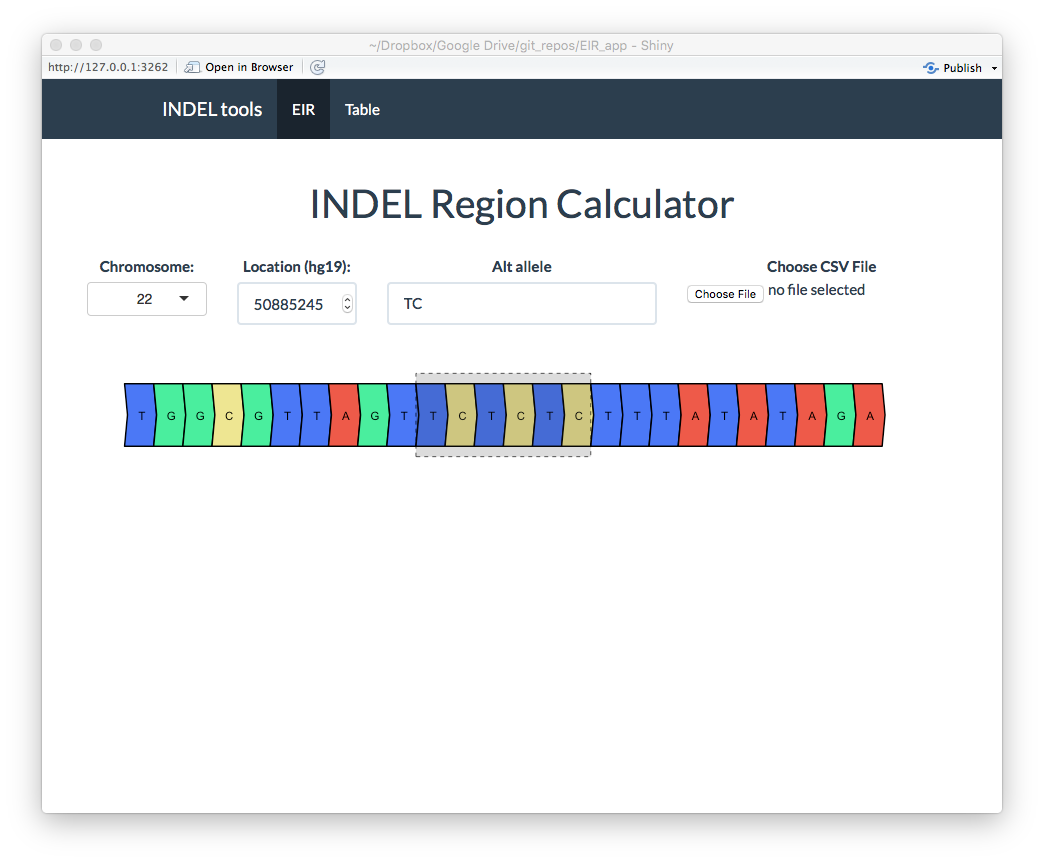 ~/Dropbox/Google Drive/git_repos/EIR_app - Shiny
http://127.0.0.1:3262 Open in Browser Publish
INDEL tools EIR Table
INDEL Region Calculator
Chromosome: Location (hg19): Alt allele Choose CSV File
22 50885245 TC Choose File no file selected
T G G C G T T A G T T C T C T C T T T A T A T A G A